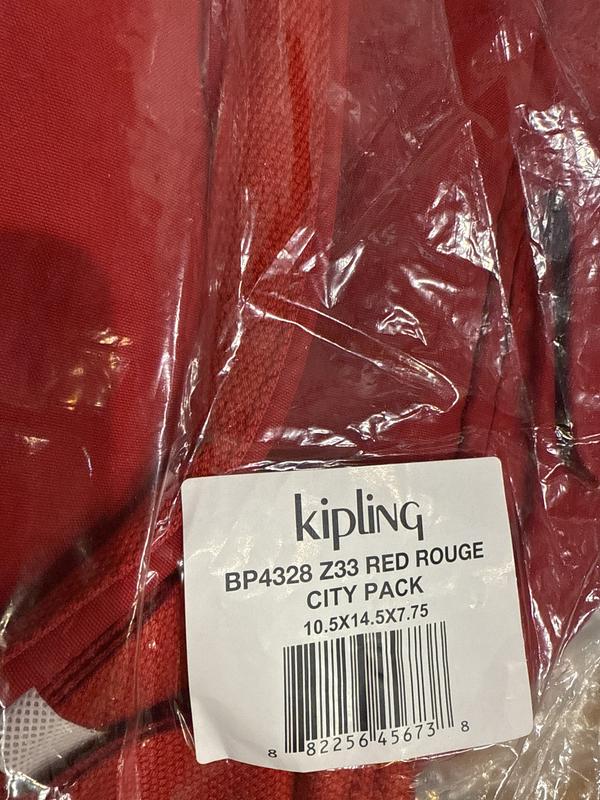 kipling
BP4328 Z33 RED ROUGE
CITY PACK
10.5X14.5X7.75
8 82256 45673 8